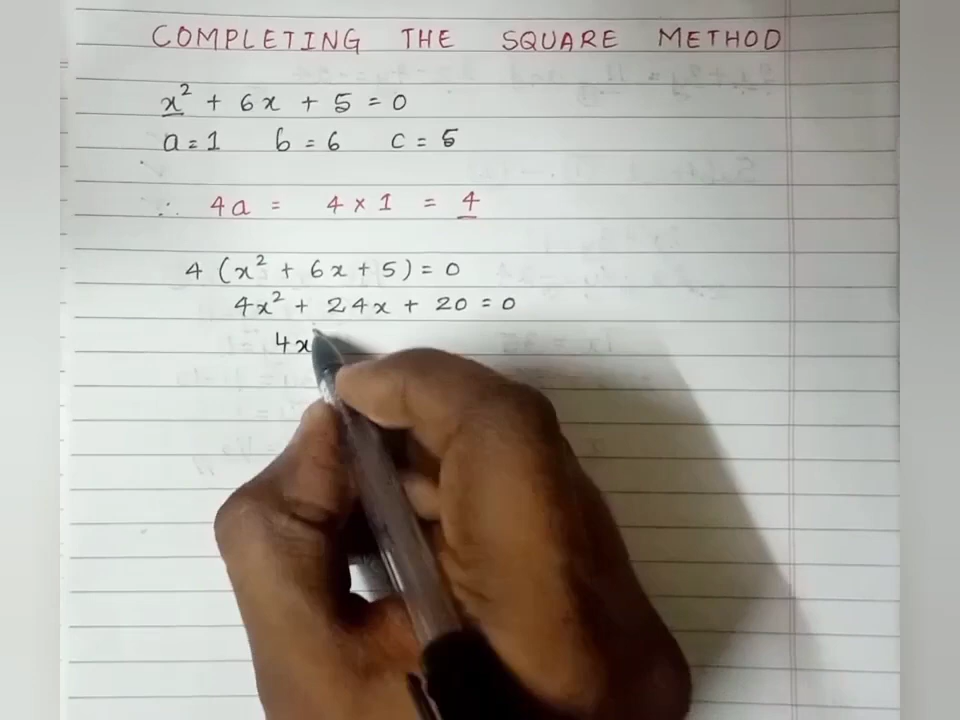 COMPLETING THE SQUARE METHOD
x² + 6x + 5 = 0
a = 1 b = 6 c = 5
∴ 4a = 4 × 1 = 4
4 (x² + 6x + 5) = 0
4x² + 24x + 20 = 0
4x